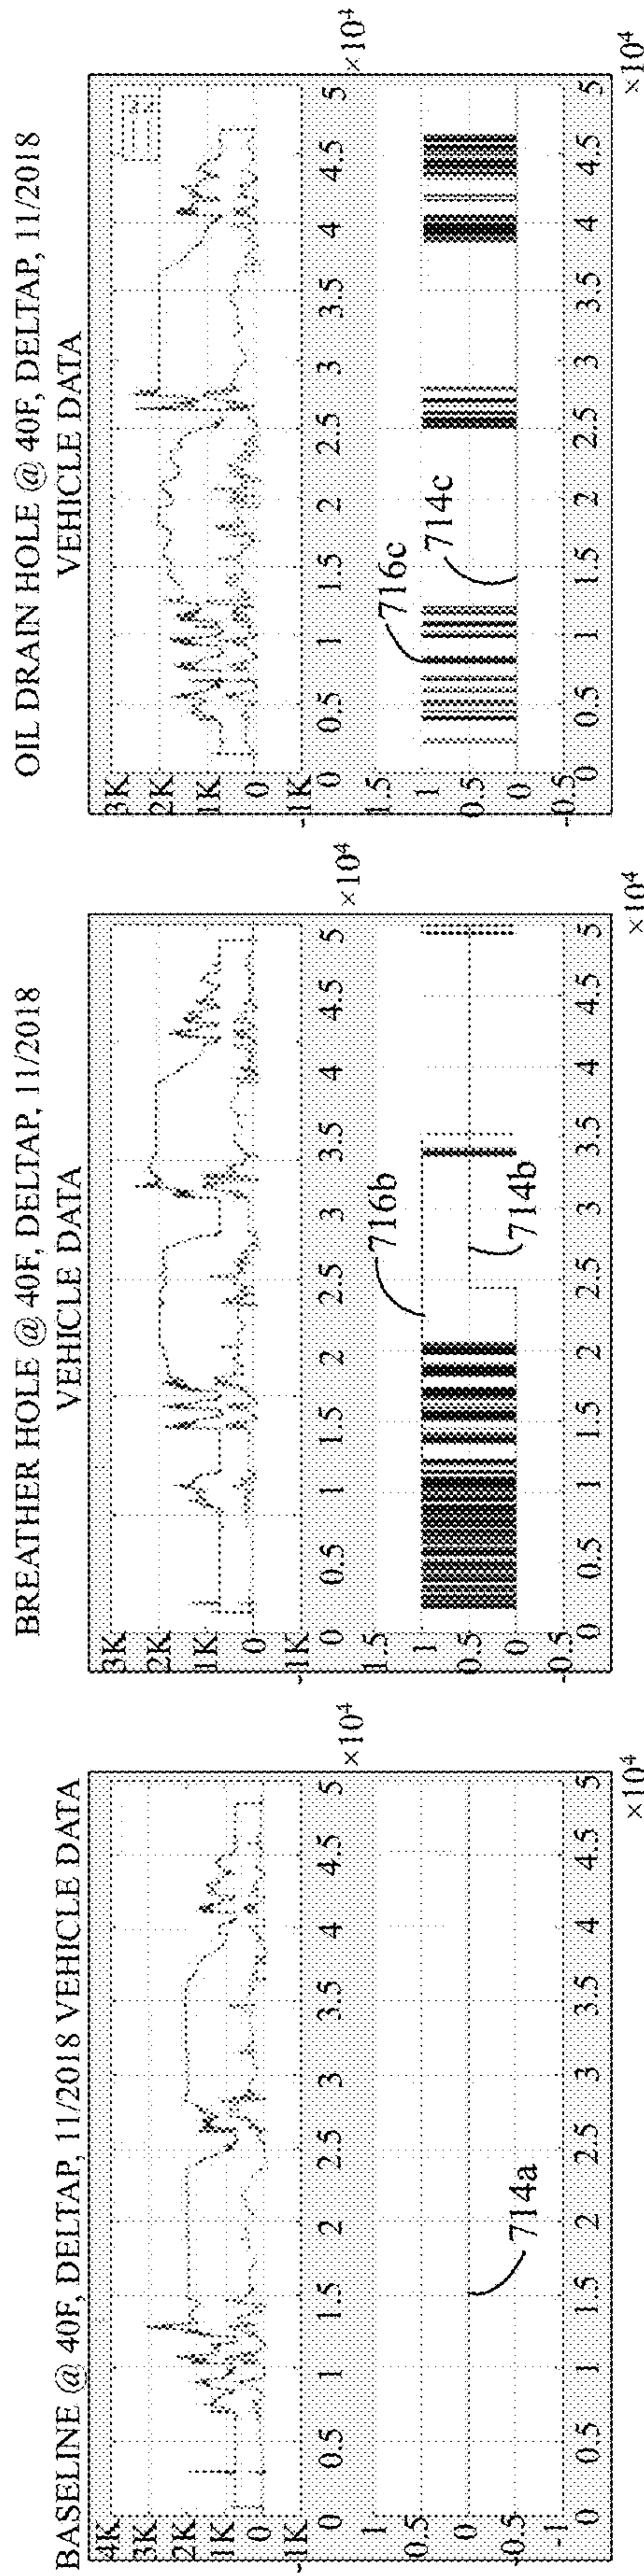 BASELINE @ 40F, DELTAP, 11/2018 VEHICLE DATA
4K
3K
2K
1K
0
-1K
0 0.5 1 1.5 2 2.5 3 3.5 4 4.5 5
×10⁴
1
0.5
0
-0.5
-1
714a
0 0.5 1 1.5 2 2.5 3 3.5 4 4.5 5
×10⁴
BREATHER HOLE @ 40F, DELTAP, 11/2018
VEHICLE DATA
3K
2K
1K
0
-1K
0 0.5 1 1.5 2 2.5 3 3.5 4 4.5 5
×10⁴
1.5
1
0.5
0
-0.5
716b
714b
0 0.5 1 1.5 2 2.5 3 3.5 4 4.5 5
×10⁴
OIL DRAIN HOLE @ 40F, DELTAP, 11/2018
VEHICLE DATA
3K
2K
1K
0
-1K
0 0.5 1 1.5 2 2.5 3 3.5 4 4.5 5
×10⁴
1.5
1
0.5
0
-0.5
716c
714c
0 0.5 1 1.5 2 2.5 3 3.5 4 4.5 5
×10⁴